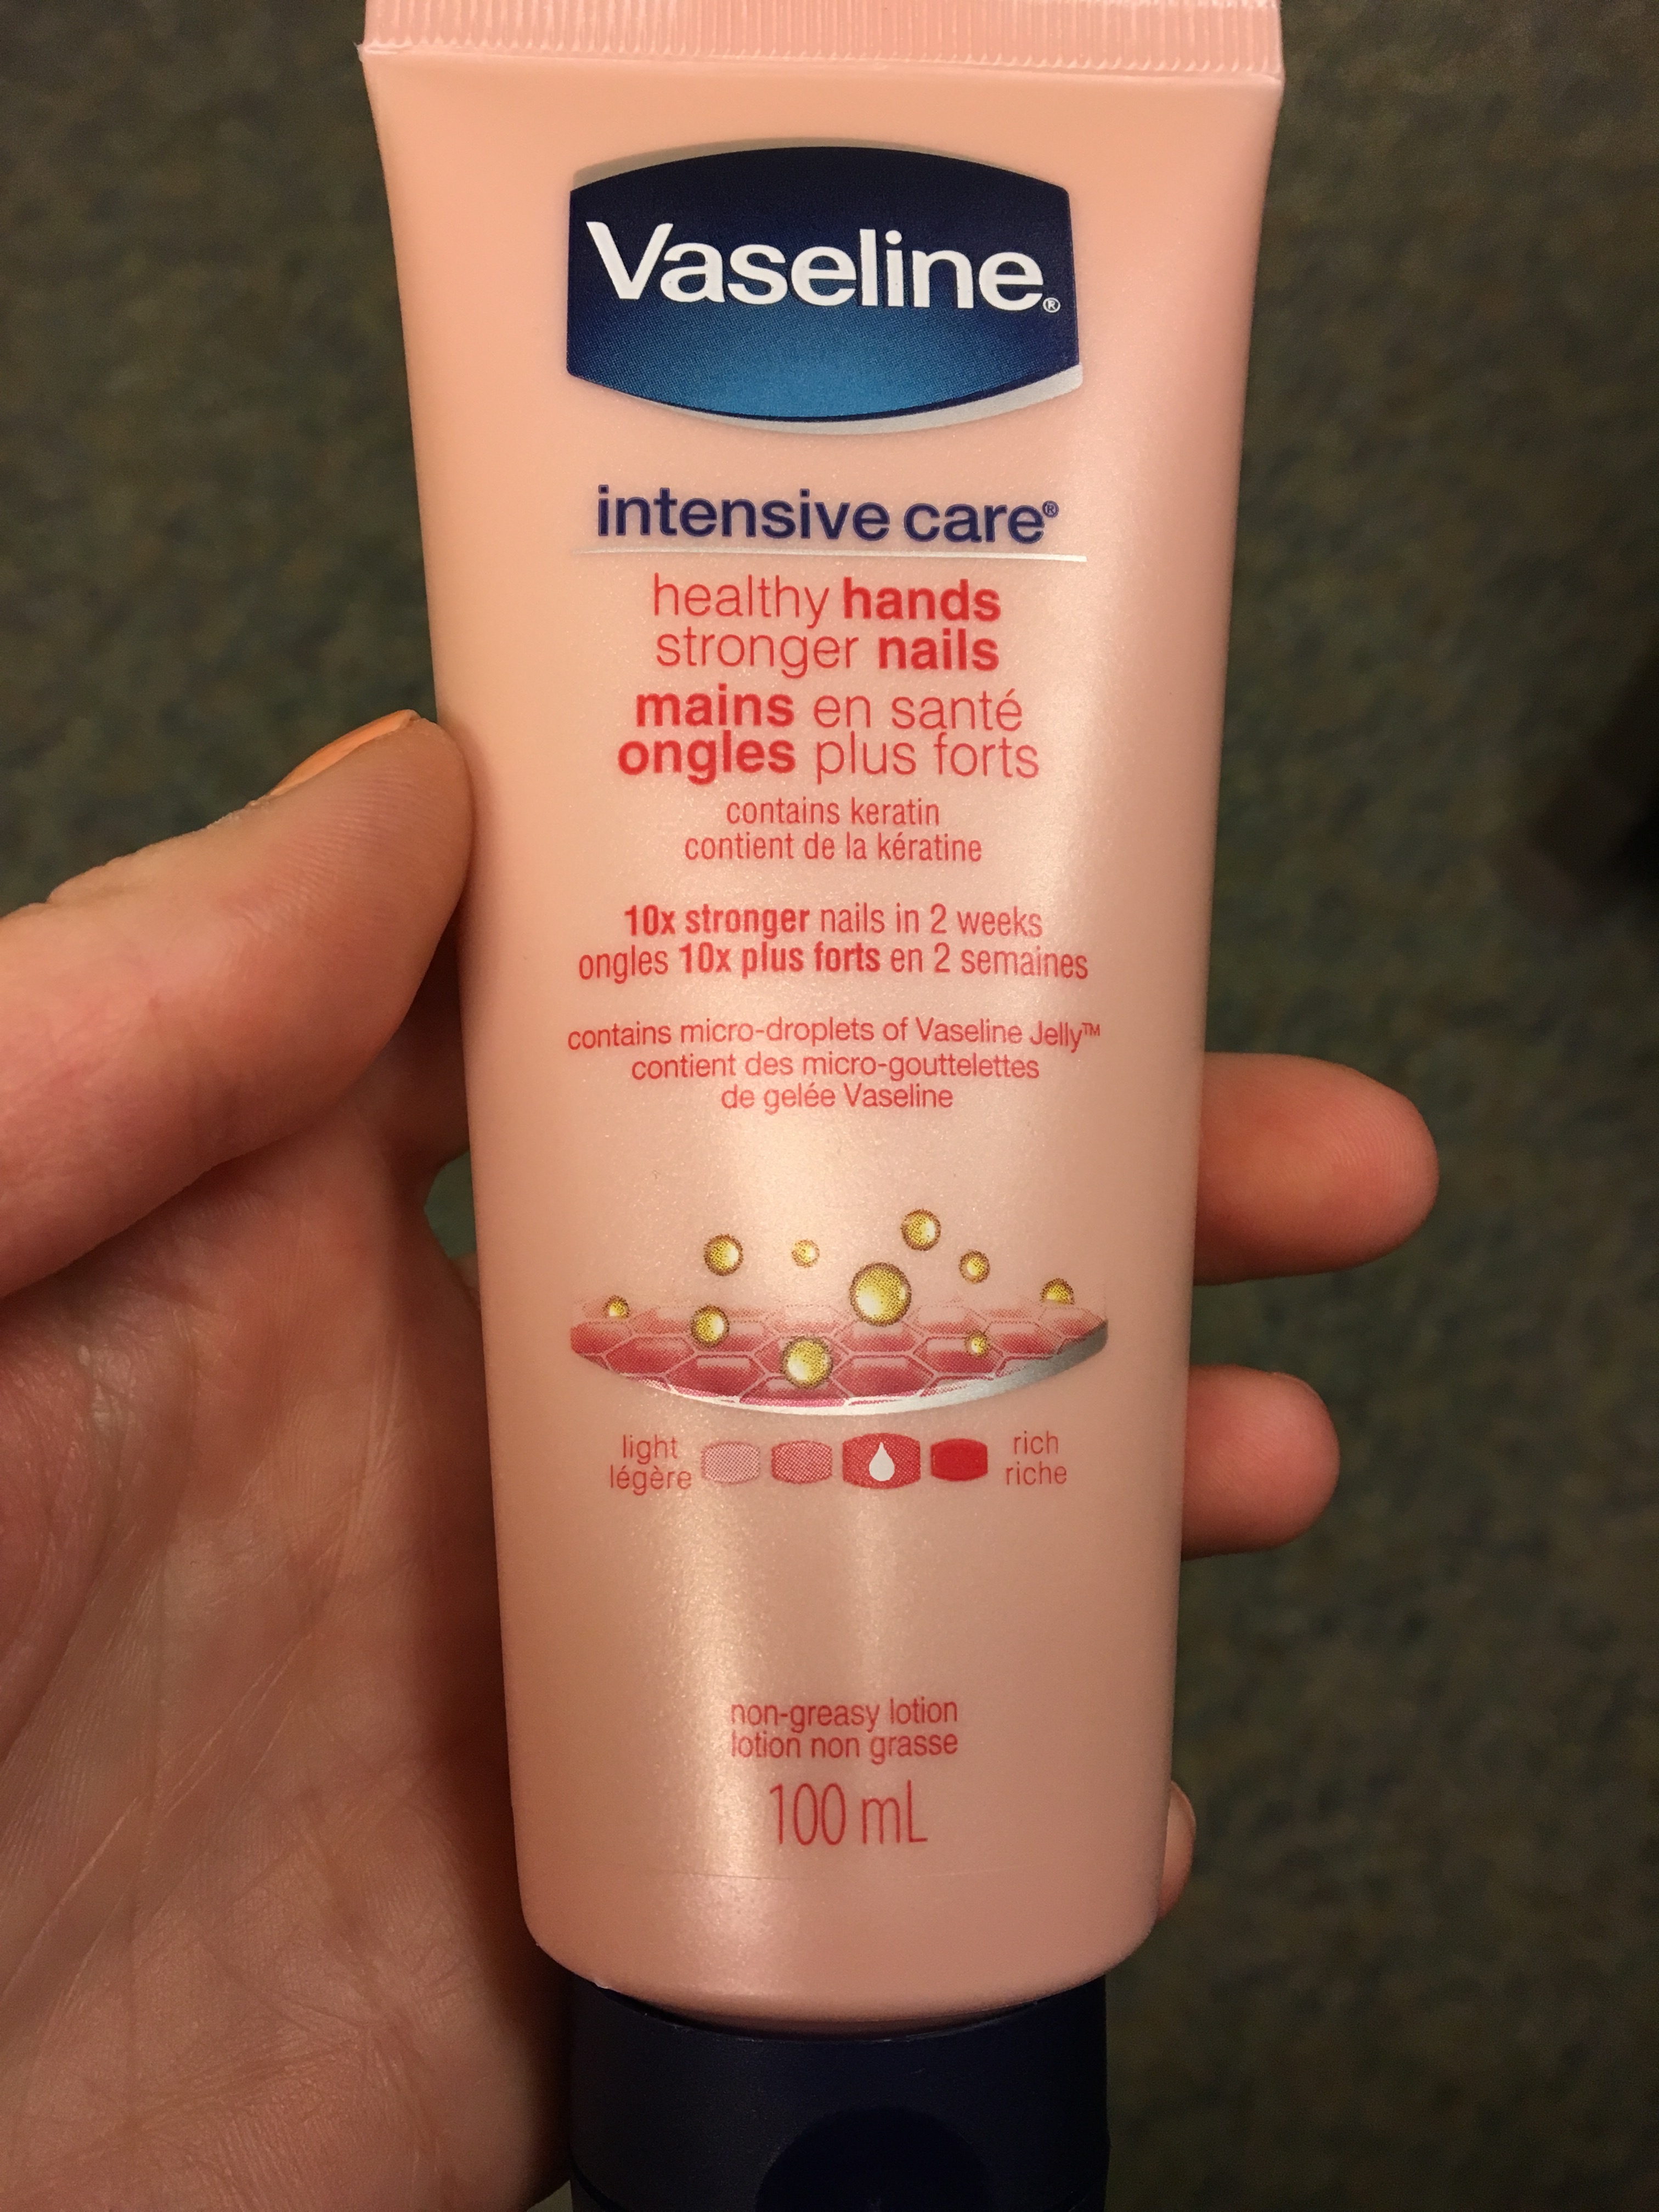 Vaseline®
intensive care®
healthy hands
stronger nails
mains en santé
ongles plus forts
contains keratin
contient de la kératine
10x stronger nails in 2 weeks
ongles 10x plus forts en 2 semaines
contains micro-droplets of Vaseline Jelly™
contient des micro-gouttelettes
de gelée Vaseline
light rich
légère riche
non-greasy lotion
lotion non grasse
100 mL